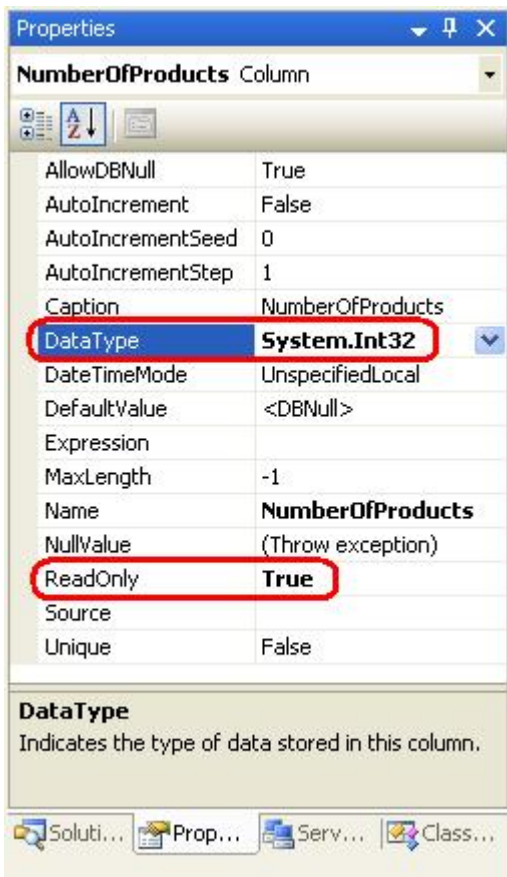 Properties
NumberOfProducts Column
AllowDBNull True
AutoIncrement False
AutoIncrementSeed 0
AutoIncrementStep 1
Caption NumberOfProducts
DataType System.Int32
DateTimeMode UnspecifiedLocal
DefaultValue <DBNull>
Expression
MaxLength -1
Name NumberOfProducts
NullValue (Throw exception)
ReadOnly True
Source
Unique False
DataType
Indicates the type of data stored in this column.
Soluti... Prop... Serv... Class...